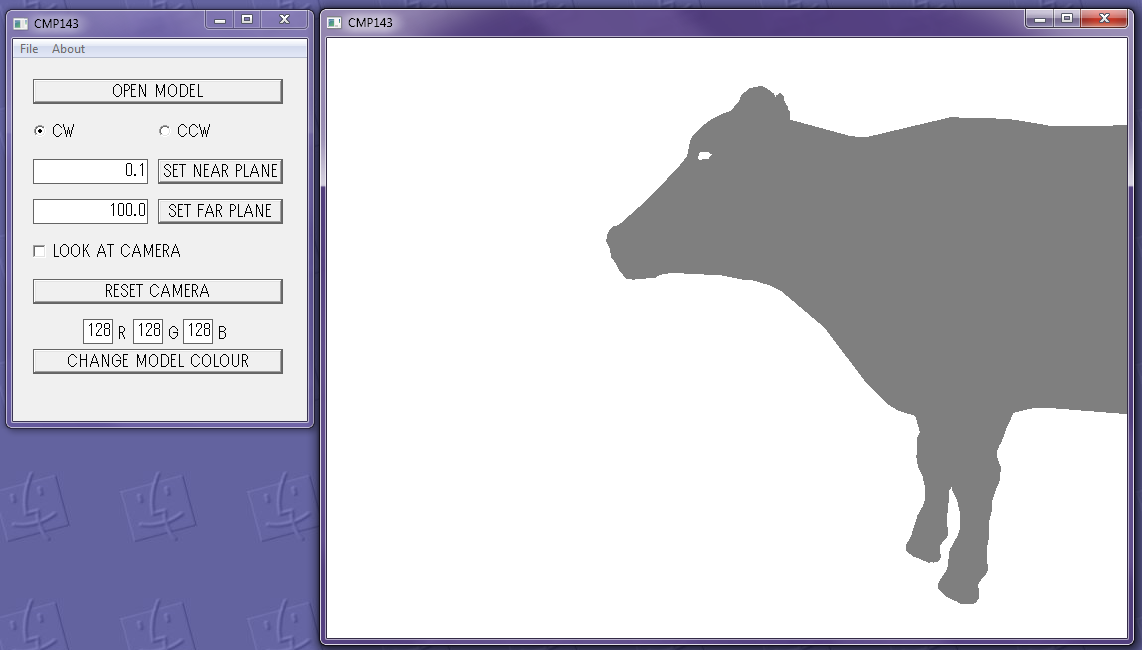 CMP143
File About
OPEN MODEL
CW CCW
0.1 SET NEAR PLANE
100.0 SET FAR PLANE
LOOK AT CAMERA
RESET CAMERA
128 R 128 G 128 B
CHANGE MODEL COLOUR
CMP143